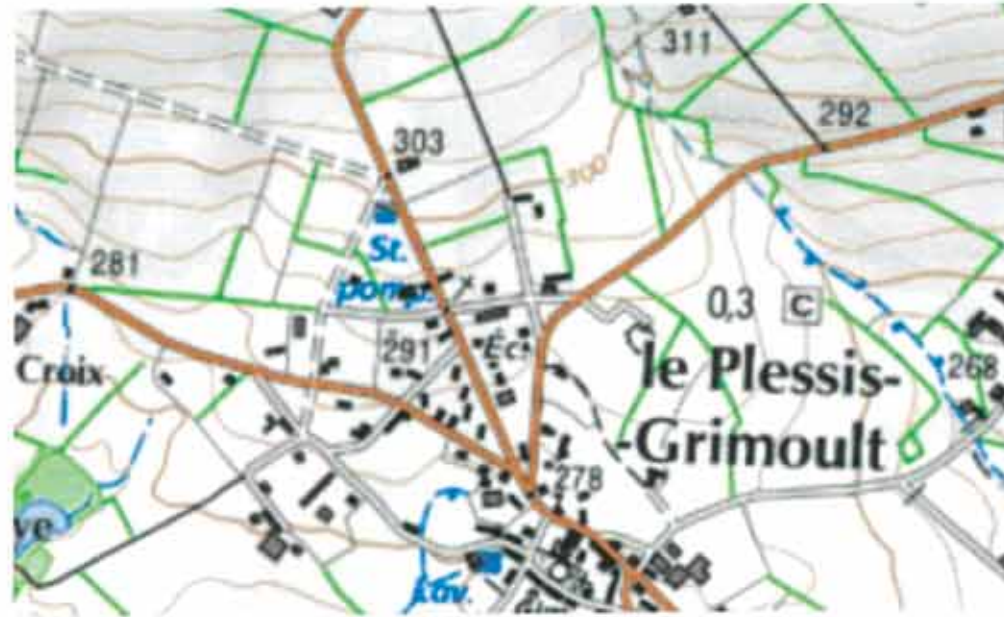 311
292
303
300
St.
pomp.
281
0,3
C
291
Éc.
le Plessis-
268
Croix
-Grimoult
278
Lav.